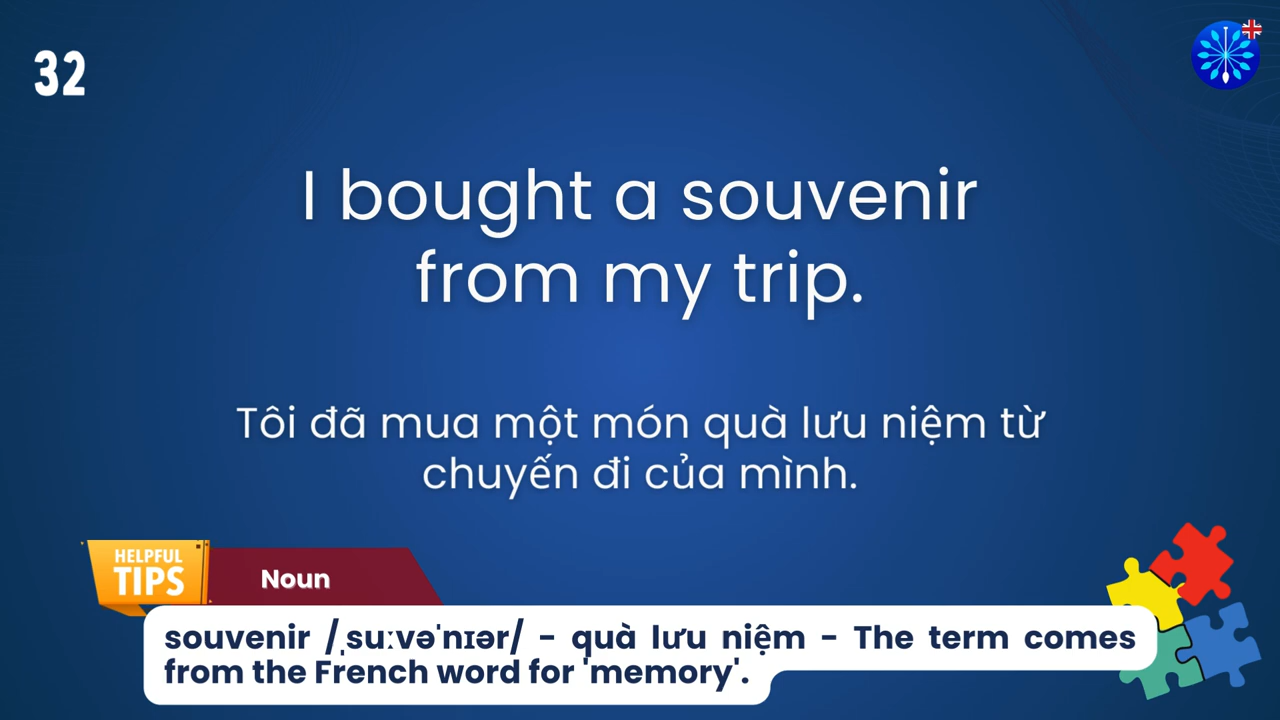 32
I bought a souvenir
from my trip.
Tôi đã mua một món quà lưu niệm từ
chuyến đi của mình.
HELPFUL
TIPS
Noun
souvenir /ˌsuːvəˈnɪər/ - quà lưu niệm - The term comes
from the French word for 'memory'.